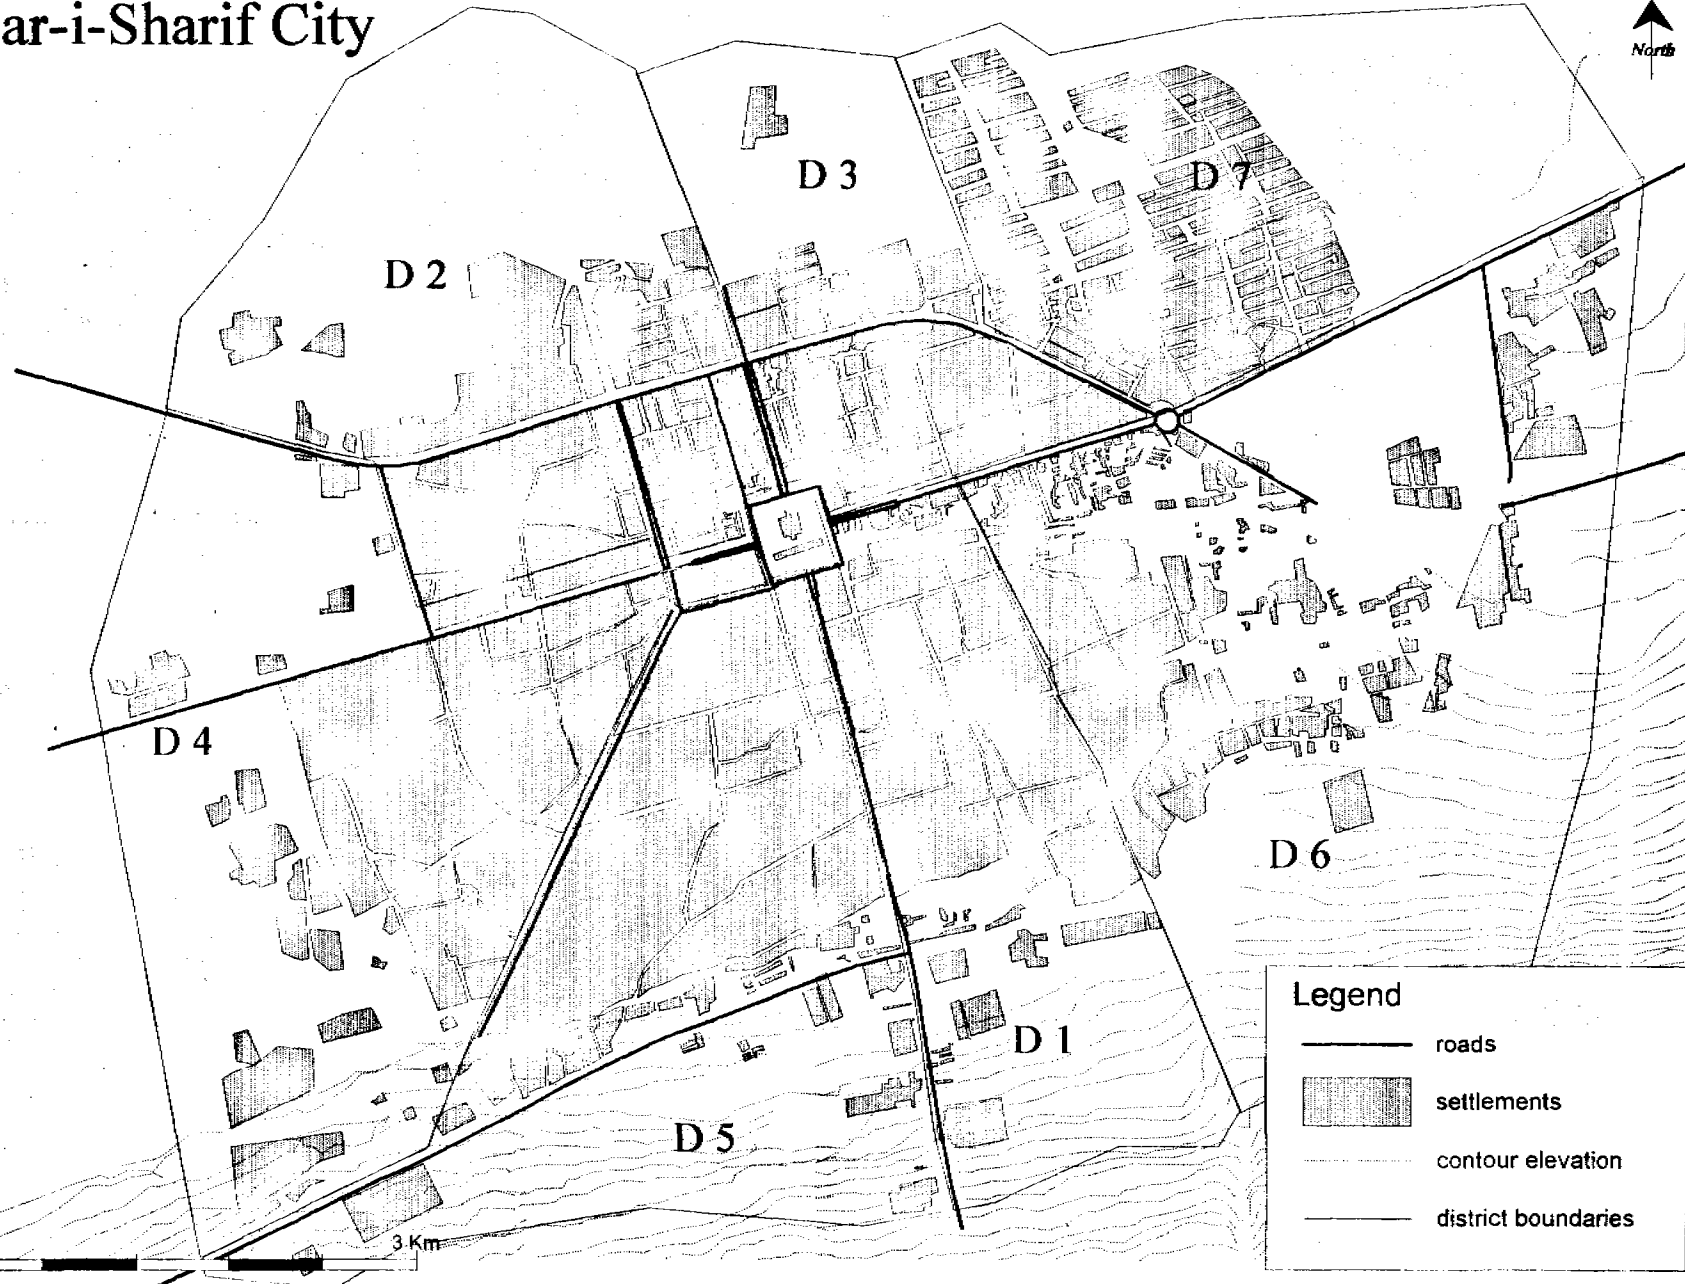 ar-i-Sharif City
North
D 3
D 7
D 2
D 4
D 6
Legend
roads
D 1
settlements
D 5
contour elevation
district boundaries
3 Km